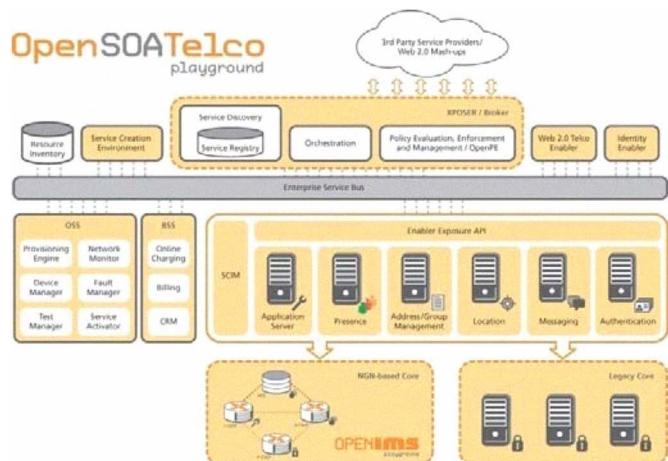 OpenSOATelco
playground
3rd Party Service Providers/
Web 2.0 Mash-ups
XPOSER / Broker
Service Discovery
Service Registry
Orchestration
Policy Evaluation, Enforcement
and Management / OpenPE
Resource
Inventory
Service Creation
Environment
Web 2.0 Telco
Enabler
Identity
Enabler
Enterprise Service Bus
OSS
Provisioning
Engine
Network
Monitor
Device
Manager
Fault
Manager
Test
Manager
Service
Activator
BSS
Online
Charging
Billing
CRM
SCIM
Enabler Exposure API
Application
Server
Presence
Address/Group
Management
Location
Messaging
Authentication
NGN-based Core
OPENIMS
playground
Legacy Core